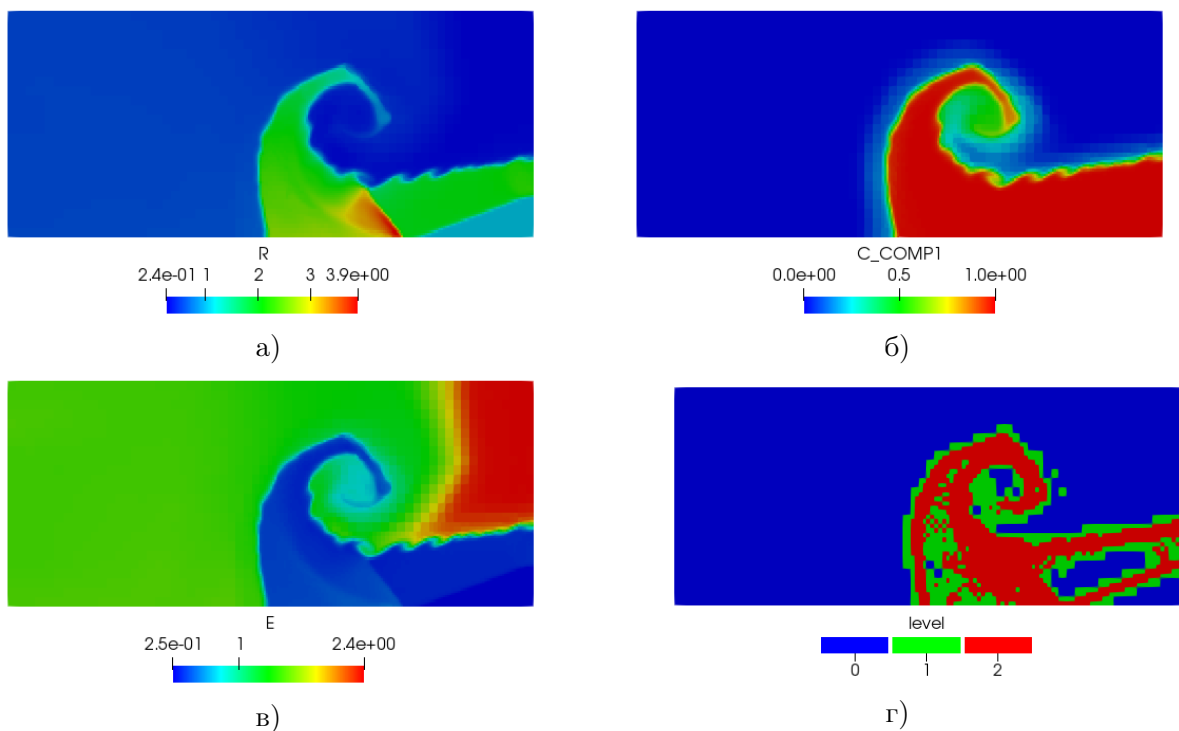 R
2.4e-01 1 2 3 3.9e+00
а)
C_COMP1
0.0e+00 0.5 1.0e+00
б)
E
2.5e-01 1 2.4e+00
в)
level
0 1 2
г)